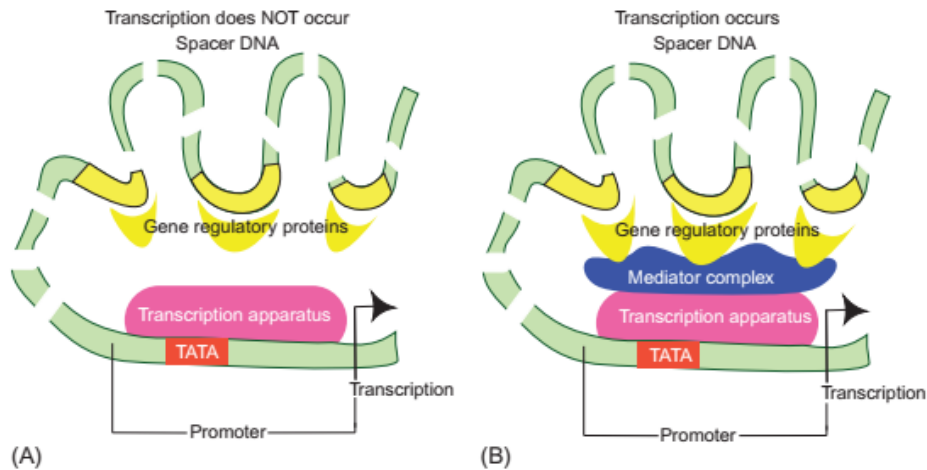 Transcription does NOT occur
Spacer DNA
Gene regulatory proteins
Transcription apparatus
TATA
Transcription
Promoter
(A)
Transcription occurs
Spacer DNA
Gene regulatory proteins
Mediator complex
Transcription apparatus
TATA
Transcription
Promoter
(B)